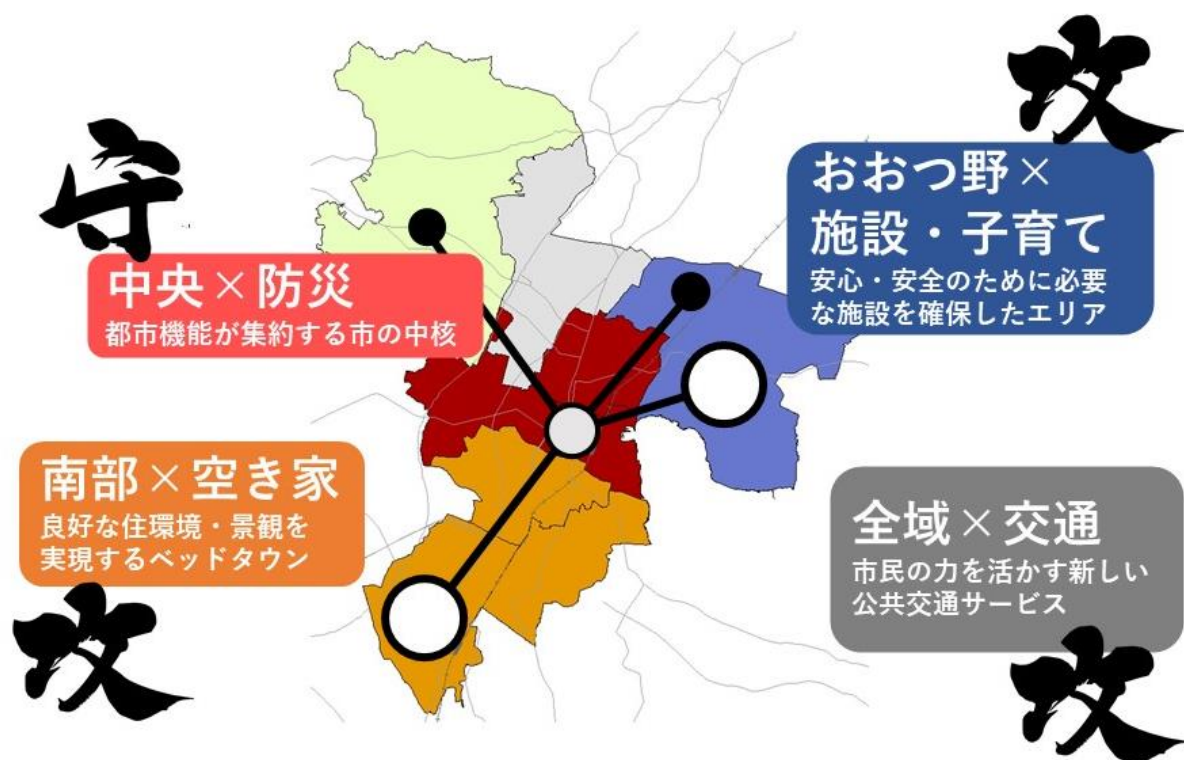 守
中央×防災
都市機能が集約する市の中核
攻
おおつ野×
施設・子育て
安心・安全のために必要
な施設を確保したエリア
南部×空き家
良好な住環境・景観を
実現するベッドタウン
攻
全域×交通
市民の力を活かす新しい
公共交通サービス
攻